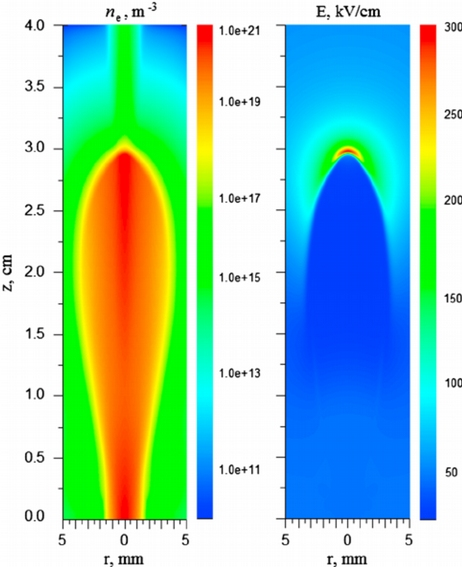 nₑ, m⁻³
E, kV/cm
4.0
3.5
3.0
2.5
2.0
1.5
1.0
0.5
0.0
z, cm
1.0e+21
1.0e+19
1.0e+17
1.0e+15
1.0e+13
1.0e+11
300
250
200
150
100
50
5 0 5
r, mm
5 0 5
r, mm